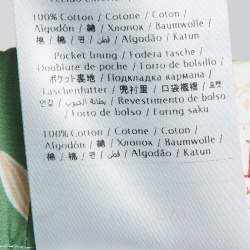 100% Cotton / Cotone / Coton /
Algodón / 綿 / Хлопок / Baumwolle /
棉 / 棉 / 면 / قطن / Algodão / Katun
Pocket lining / Fodera tasche /
Doublure de poche / Forro de bolsillo /
ポケット裏地 / Подкладка кармана /
Taschenfutter / 兜衬里 / 口袋襯裡 /
안감 / بطانة الجيوب / Revestimento de bolso
/ Forro de bolso / Furing saku
100% Cotton / Cotone / Coton /
Algodón / 綿 / Хлопок / Baumwolle /
棉 / 棉 / 면 / قطن / Algodão / Katun